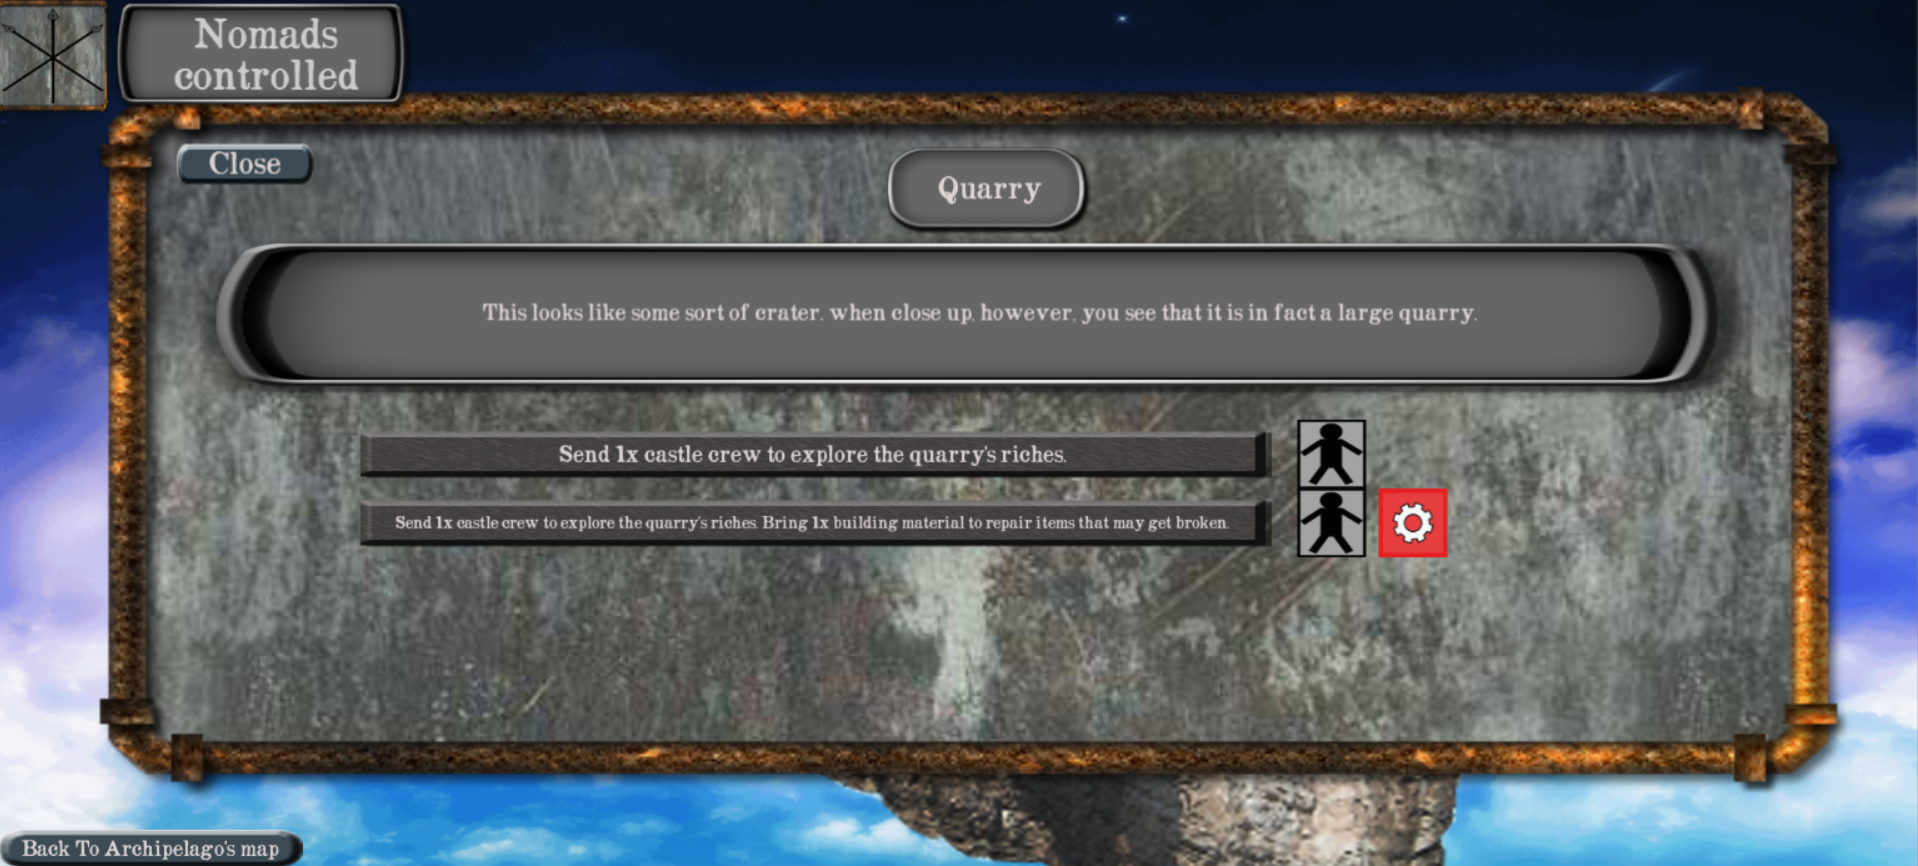 Nomads
controlled
Close
Quarry
This looks like some sort of crater. when close up, however, you see that it is in fact a large quarry.
Send 1x castle crew to explore the quarry's riches.
Send 1x castle crew to explore the quarry's riches. Bring 1x building material to repair items that may get broken.
Back To Archipelago's map